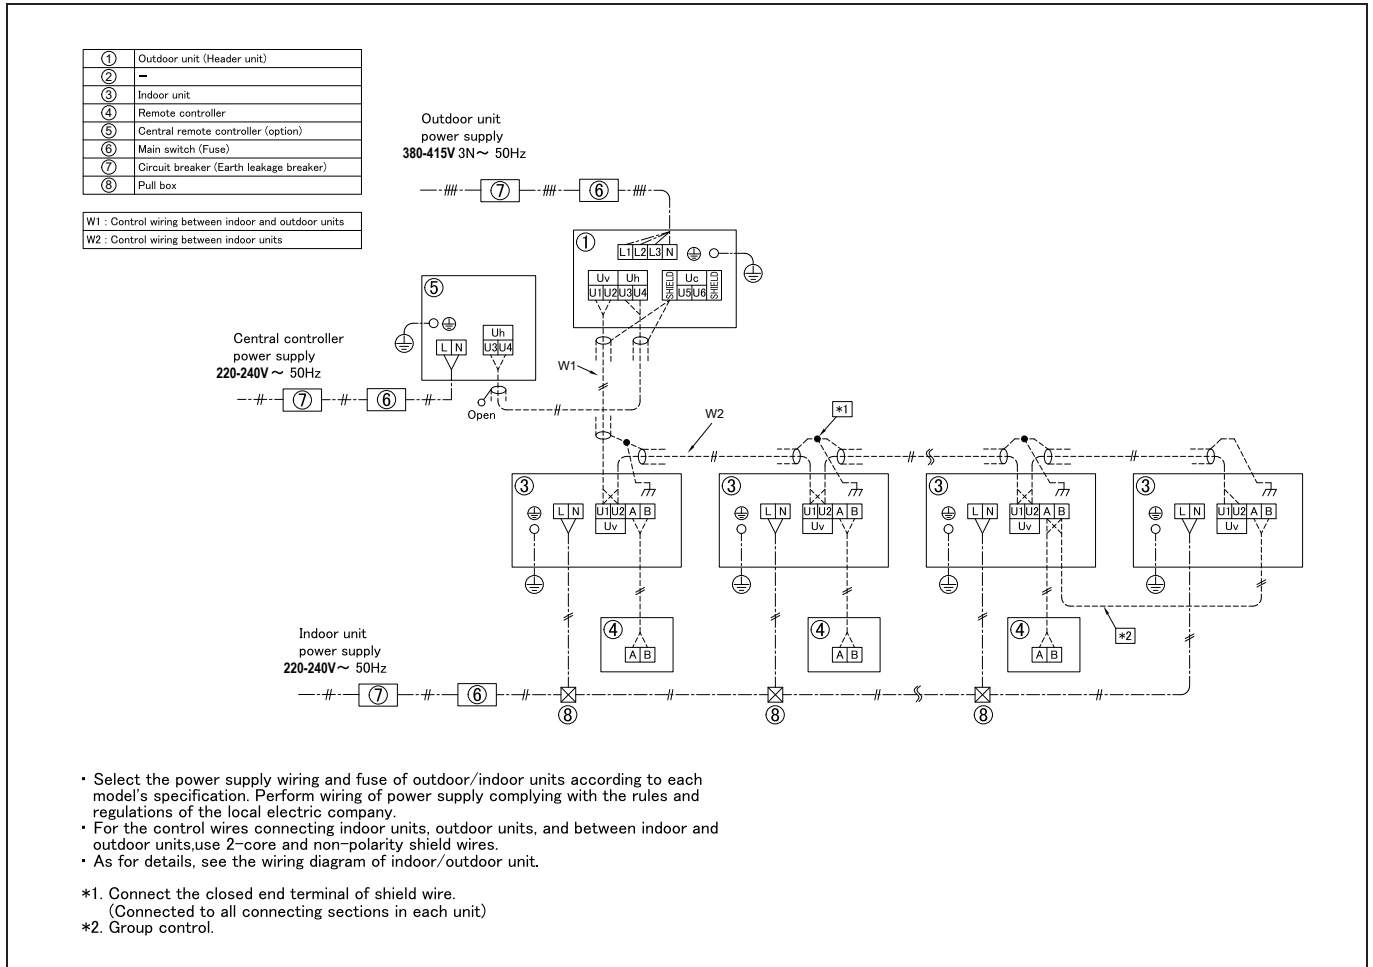 ① Outdoor unit (Header unit)
② −
③ Indoor unit
④ Remote controller
⑤ Central remote controller (option)
⑥ Main switch (Fuse)
⑦ Circuit breaker (Earth leakage breaker)
⑧ Pull box
W1 : Control wiring between indoor and outdoor units
W2 : Control wiring between indoor units
Outdoor unit
power supply
380-415V 3N～ 50Hz
⑦ ⑥
①
L1 L2 L3 N
Uv Uh SHIELD Uc SHIELD
U1 U2 U3 U4 U5 U6
⑤
Uh
L N U3 U4
Central controller
power supply
220-240V～ 50Hz
⑦ ⑥
Open
W1
W2
*1
③ ③ ③ ③
L N U1 U2 A B
Uv
L N U1 U2 A B
Uv
L N U1 U2 A B
Uv
L N U1 U2 A B
Uv
④ ④ ④
A B A B A B
*2
Indoor unit
power supply
220-240V～ 50Hz
⑦ ⑥
⑧ ⑧ ⑧
・ Select the power supply wiring and fuse of outdoor/indoor units according to each
model's specification. Perform wiring of power supply complying with the rules and
regulations of the local electric company.
・ For the control wires connecting indoor units, outdoor units, and between indoor and
outdoor units,use 2-core and non-polarity shield wires.
・ As for details, see the wiring diagram of indoor/outdoor unit.
*1. Connect the closed end terminal of shield wire.
(Connected to all connecting sections in each unit)
*2. Group control.